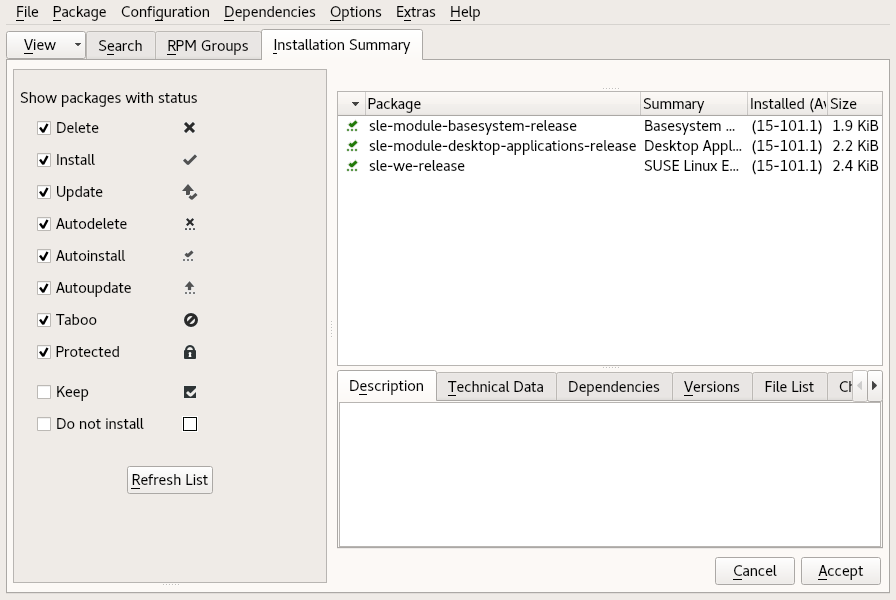 File Package Configuration Dependencies Options Extras Help
View Search RPM Groups Installation Summary
Show packages with status
Delete
Install
Update
Autodelete
Autoinstall
Autoupdate
Taboo
Protected
Keep
Do not install
Refresh List
Package Summary Installed (Av Size
sle-module-basesystem-release Basesystem ... (15-101.1) 1.9 KiB
sle-module-desktop-applications-release Desktop Appl... (15-101.1) 2.2 KiB
sle-we-release SUSE Linux E... (15-101.1) 2.4 KiB
Description Technical Data Dependencies Versions File List
Cancel Accept